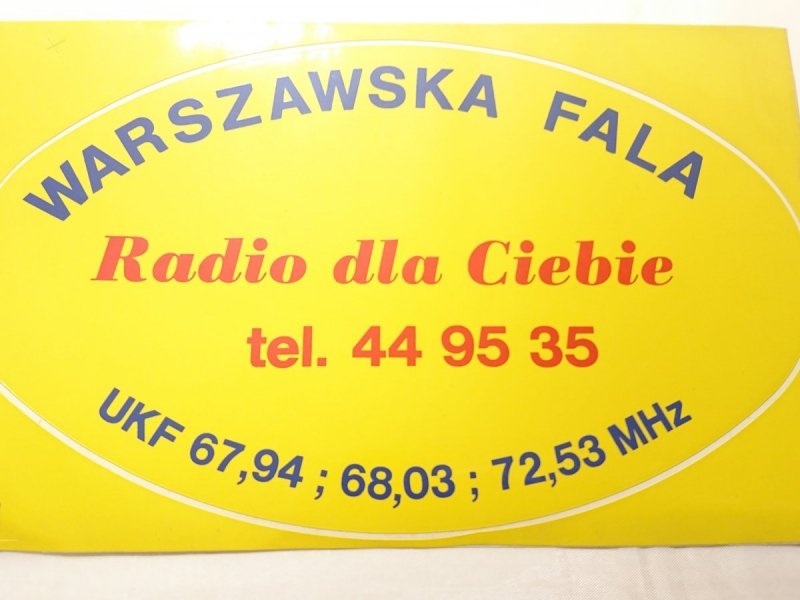 WARSZAWSKA FALA
Radio dla Ciebie
tel. 44 95 35
UKF 67,94 ; 68,03 ; 72,53 MHz